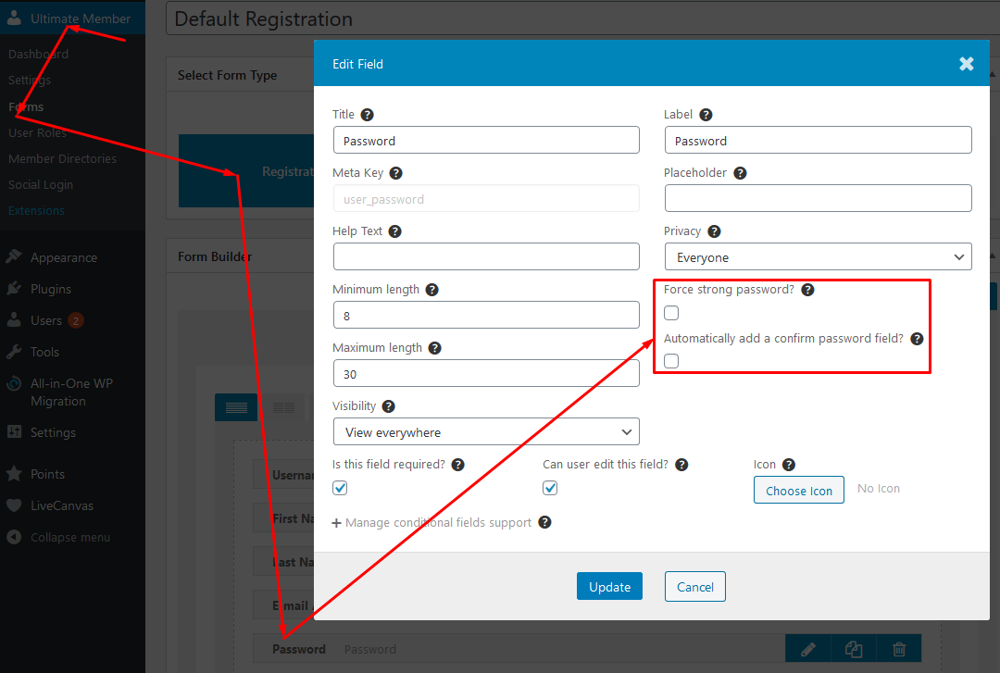 Ultimate Member
Dashboard
Settings
Forms
User Roles
Member Directories
Social Login
Extensions
Appearance
Plugins
Users 2
Tools
All-in-One WP
Migration
Settings
Points
LiveCanvas
Collapse menu
Default Registration
Select Form Type
Registrat
Form Builder
Userna
First Na
Last Na
E-mail
Password Password
Edit Field
Title ?
Label ?
Password
Password
Meta Key ?
Placeholder ?
user_password
Help Text ?
Privacy ?
Everyone
Minimum length ?
Force strong password? ?
8
Maximum length ?
Automatically add a confirm password field? ?
30
Visibility ?
View everywhere
Is this field required? ?
Can user edit this field? ?
Icon ?
Choose Icon
No Icon
+ Manage conditional fields support ?
Update
Cancel